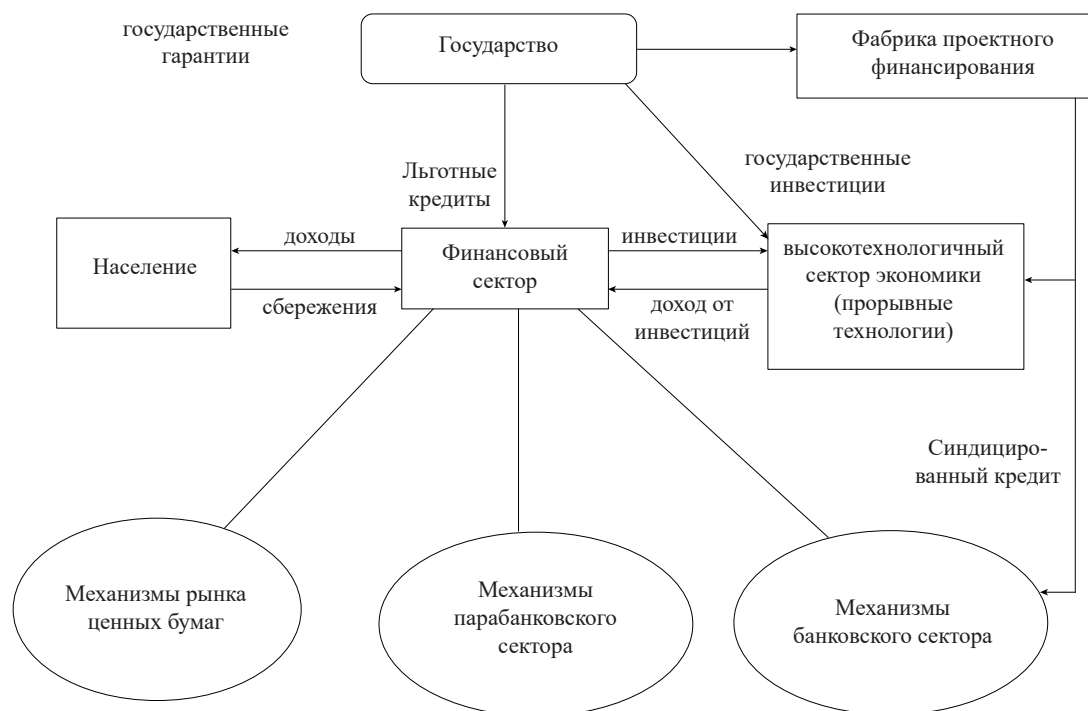 государственные
гарантии
Государство
Фабрика проектного
финансирования
Льготные
кредиты
государственные
инвестиции
Население
доходы
сбережения
Финансовый
сектор
инвестиции
доход от
инвестиций
высокотехнологичный
сектор экономики
(прорывные
технологии)
Синдициро-
ванный кредит
Механизмы рынка
ценных бумаг
Механизмы
парабанковского
сектора
Механизмы
банковского сектора